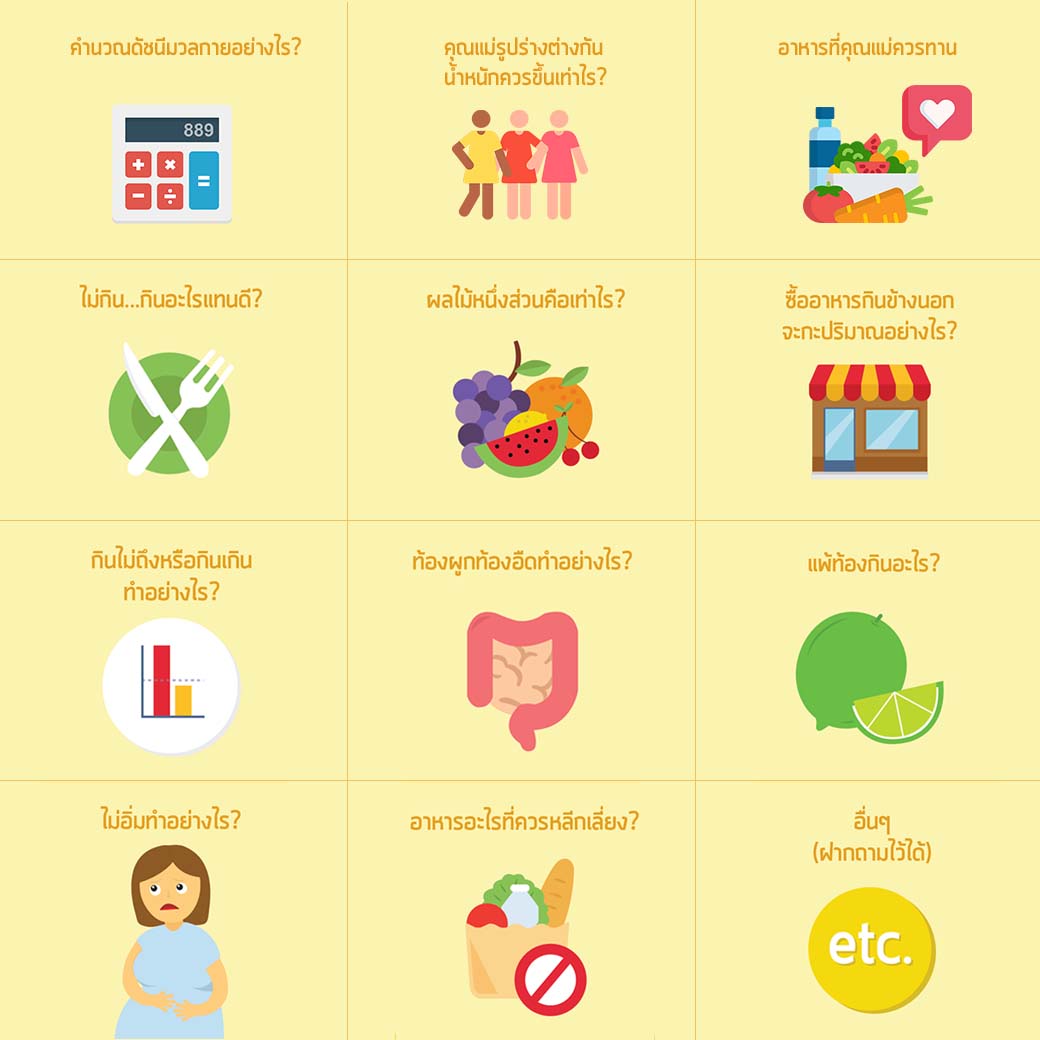 คำนวณดัชนีมวลกายอย่างไร?
889
คุณแม่รูปร่างต่างกัน
น้ำหนักควรขึ้นเท่าไร?
อาหารที่คุณแม่ควรทาน
ไม่กิน...กินอะไรแทนดี?
ผลไม้หนึ่งส่วนคือเท่าไร?
ซื้ออาหารกินข้างนอก
จะกะปริมาณอย่างไร?
กินไม่ถึงหรือกินเกิน
ทำอย่างไร?
ท้องผูกท้องอืดทำอย่างไร?
แพ้ท้องกินอะไร?
ไม่อิ่มทำอย่างไร?
อาหารอะไรที่ควรหลีกเลี่ยง?
อื่นๆ
(ฝากถามไว้ได้)
etc.